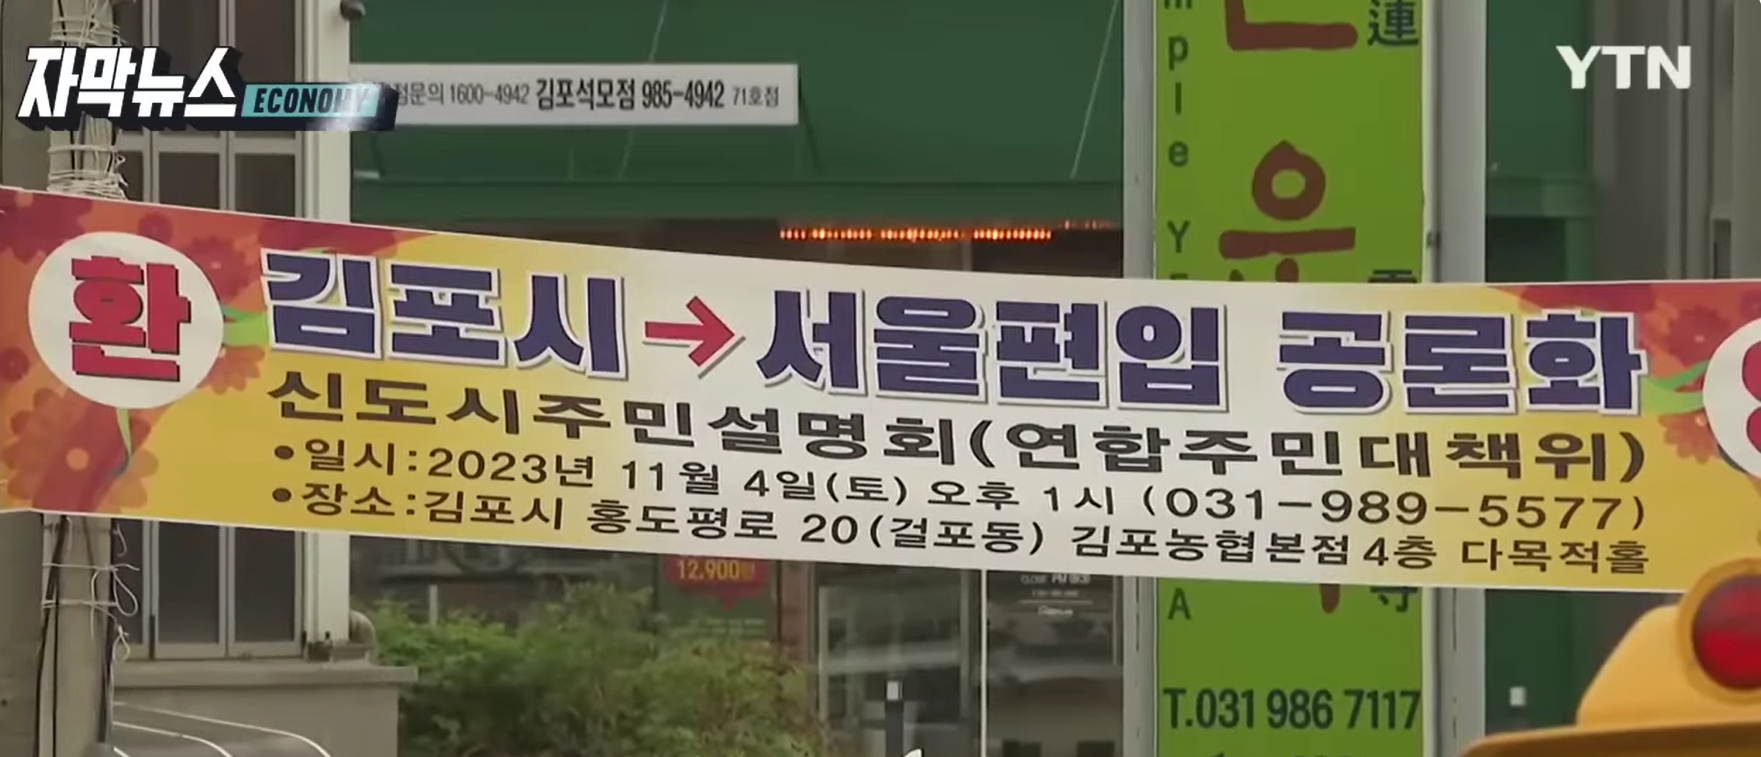 자막뉴스 ECONOMY
YTN
점문의 1600-4942 김포석모점 985-4942 71호점
환
김포시→서울편입 공론화
신도시주민설명회(연합주민대책위)
•일시:2023년 11월 4일(토) 오후 1시 (031-989-5577)
•장소:김포시 홍도평로 20(걸포동) 김포농협본점4층 다목적홀
12,900원
蓮
운
寺
T.031 986 7117